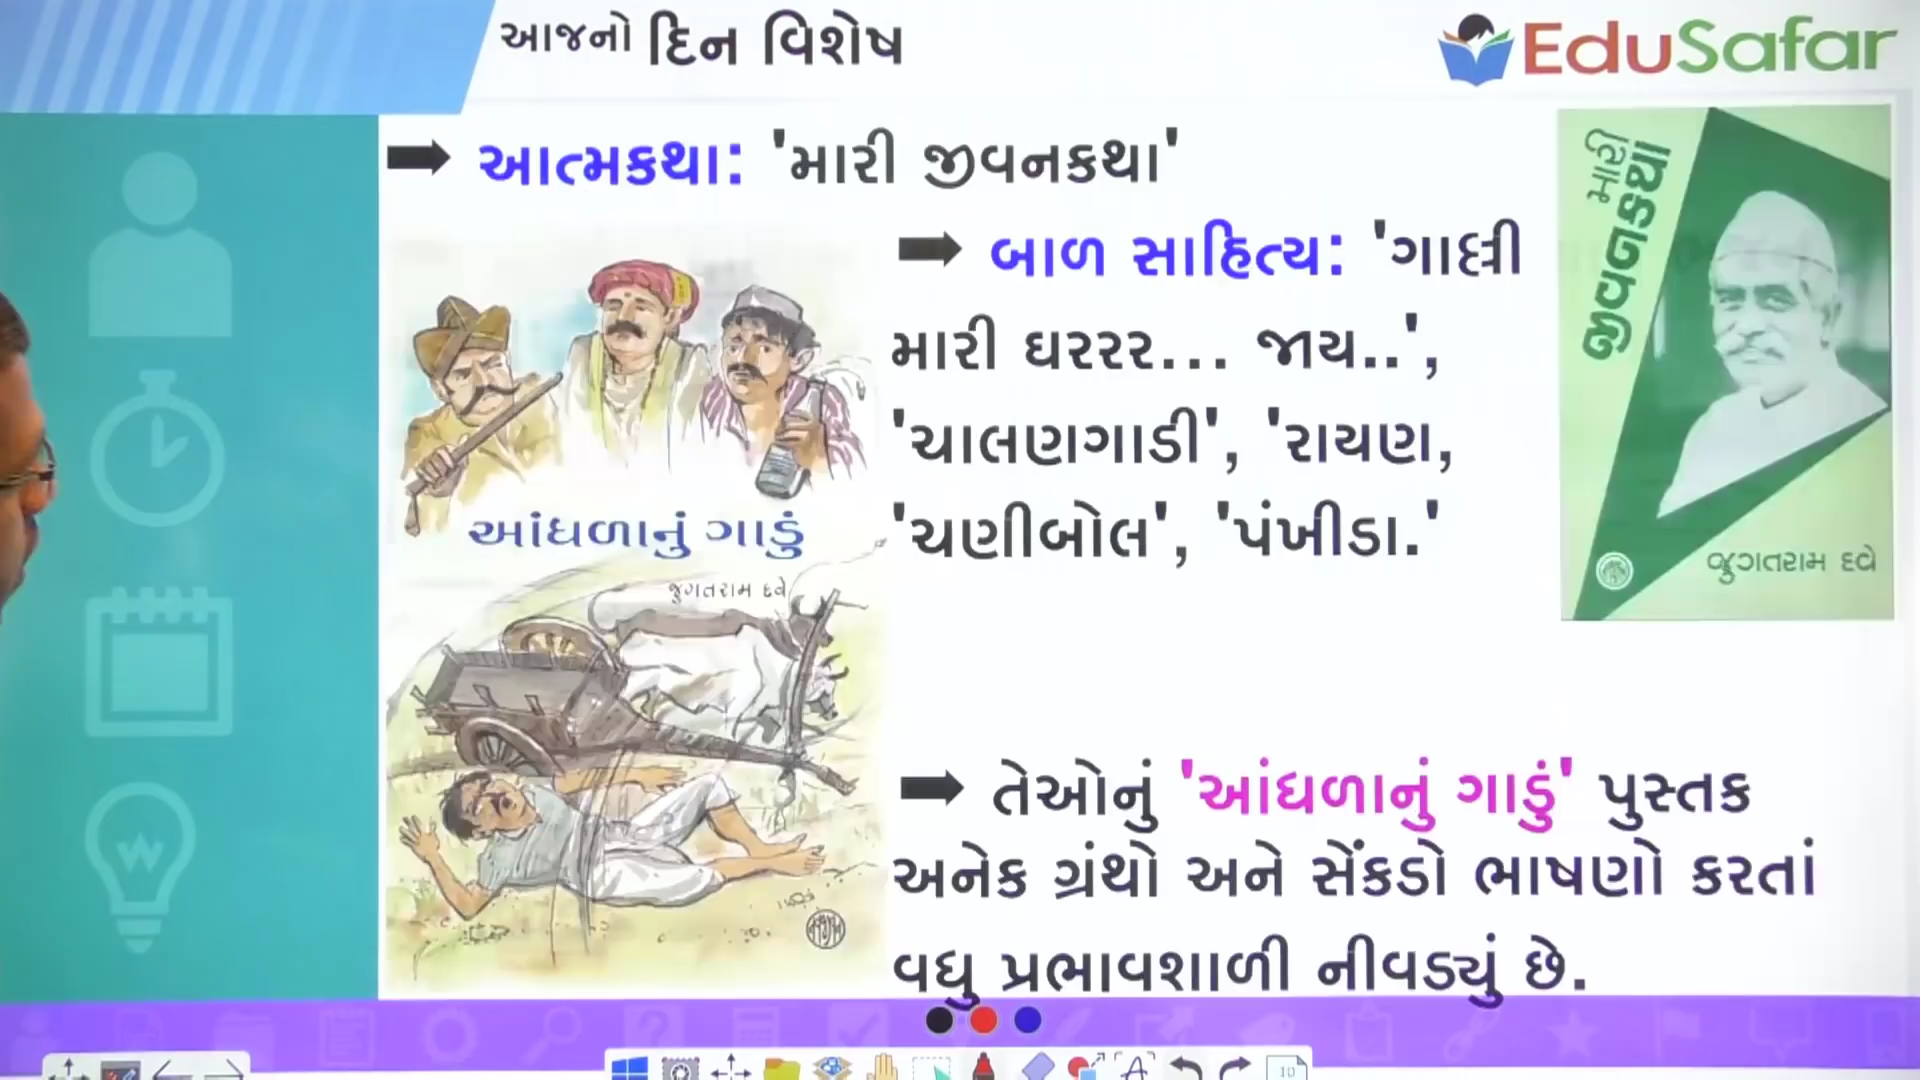 આજનો દિન વિશેષ
EduSafar
➡ આત્મકથા: 'મારી જીવનકથા'
➡ બાળ સાહિત્ય: 'ગાલ્લી
મારી ઘરરર... જાય..',
'ચાલણગાડી', 'રાયણ,
'ચણીબોલ', 'પંખીડા.'
➡ તેઓનું 'આંધળાનું ગાડું' પુસ્તક
અનેક ગ્રંથો અને સેંકડો ભાષણો કરતાં
વધુ પ્રભાવશાળી નીવડ્યું છે.
આંધળાનું ગાડું
જુગતરામ દવે
મારી
જીવનકથા
જુગતરામ દવે